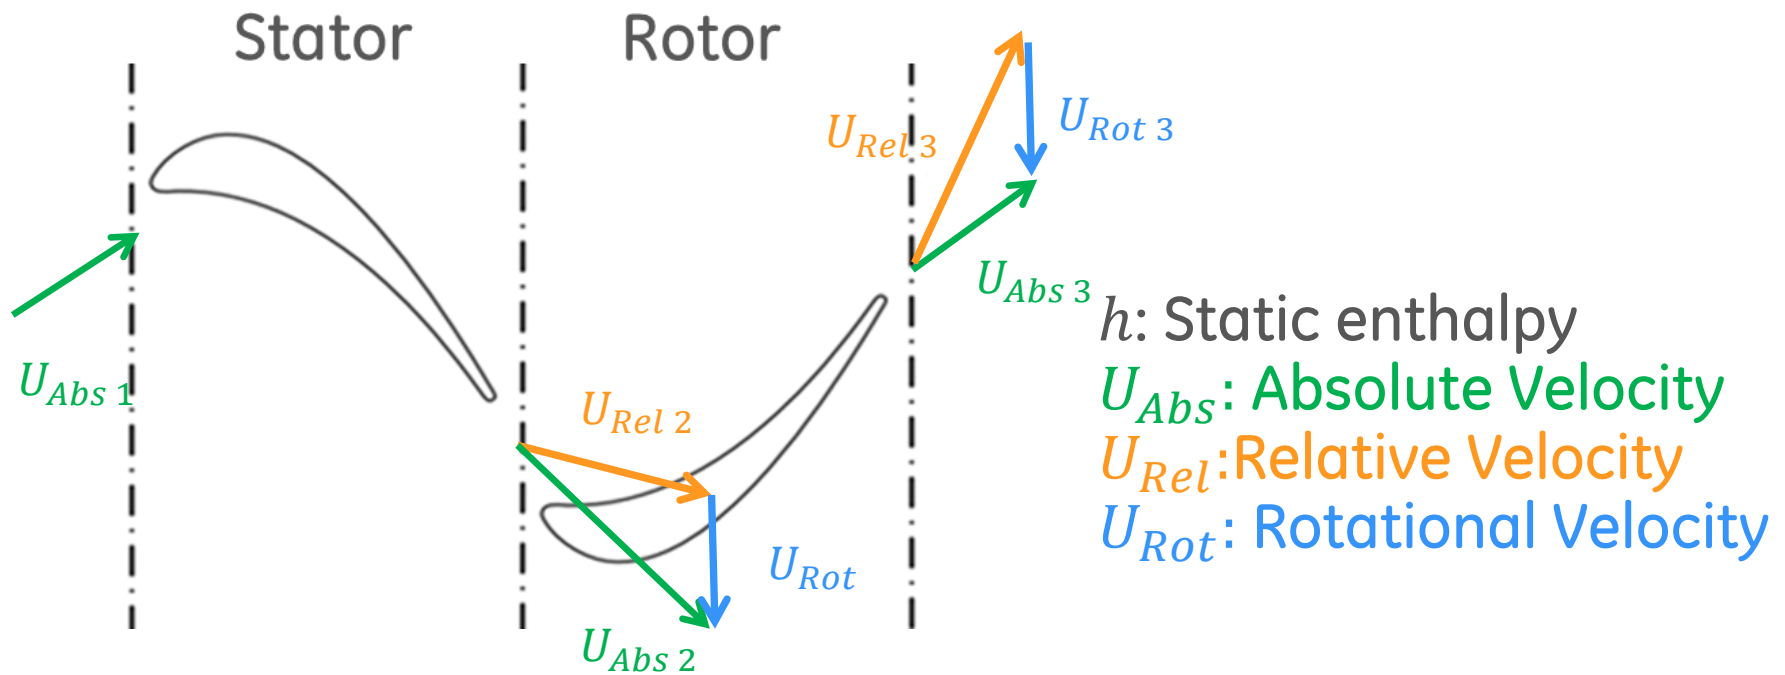 Stator
Rotor
U_Rot 3
U_Rel 3
U_Abs 3
U_Abs 1
U_Rel 2
U_Rot
U_Abs 2
h: Static enthalpy
U_Abs: Absolute Velocity
U_Rel:Relative Velocity
U_Rot: Rotational Velocity